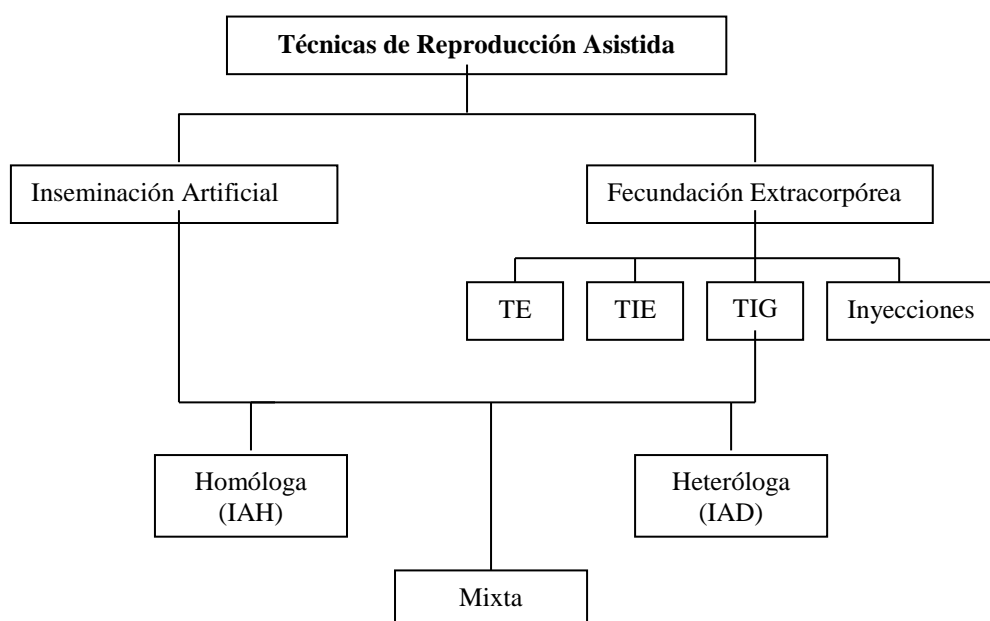 Técnicas de Reproducción Asistida
Inseminación Artificial
Fecundación Extracorpórea
TE
TIE
TIG
Inyecciones
Homóloga
(IAH)
Heteróloga
(IAD)
Mixta